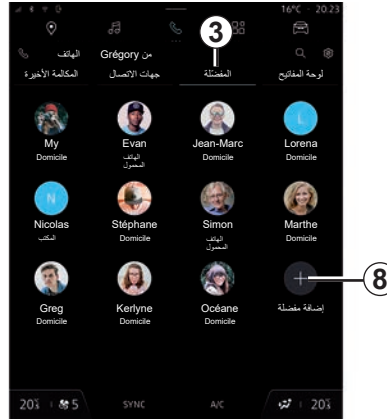 16°C · 20:23
3
الهاتف
من Grégory
المكالمة الأخيرة
جهات الاتصال
المفضّلة
لوحة المفاتيح
My
Domicile
Evan
الهاتف
المحمول
Jean-Marc
Domicile
L
Lorena
Domicile
N
Nicolas
المكتب
Stéphane
Domicile
Simon
الهاتف
المحمول
Marthe
Domicile
Greg
Domicile
Kerlyne
Domicile
Océane
Domicile
إضافة مفضلة
8
20
5
SYNC
A/C
20